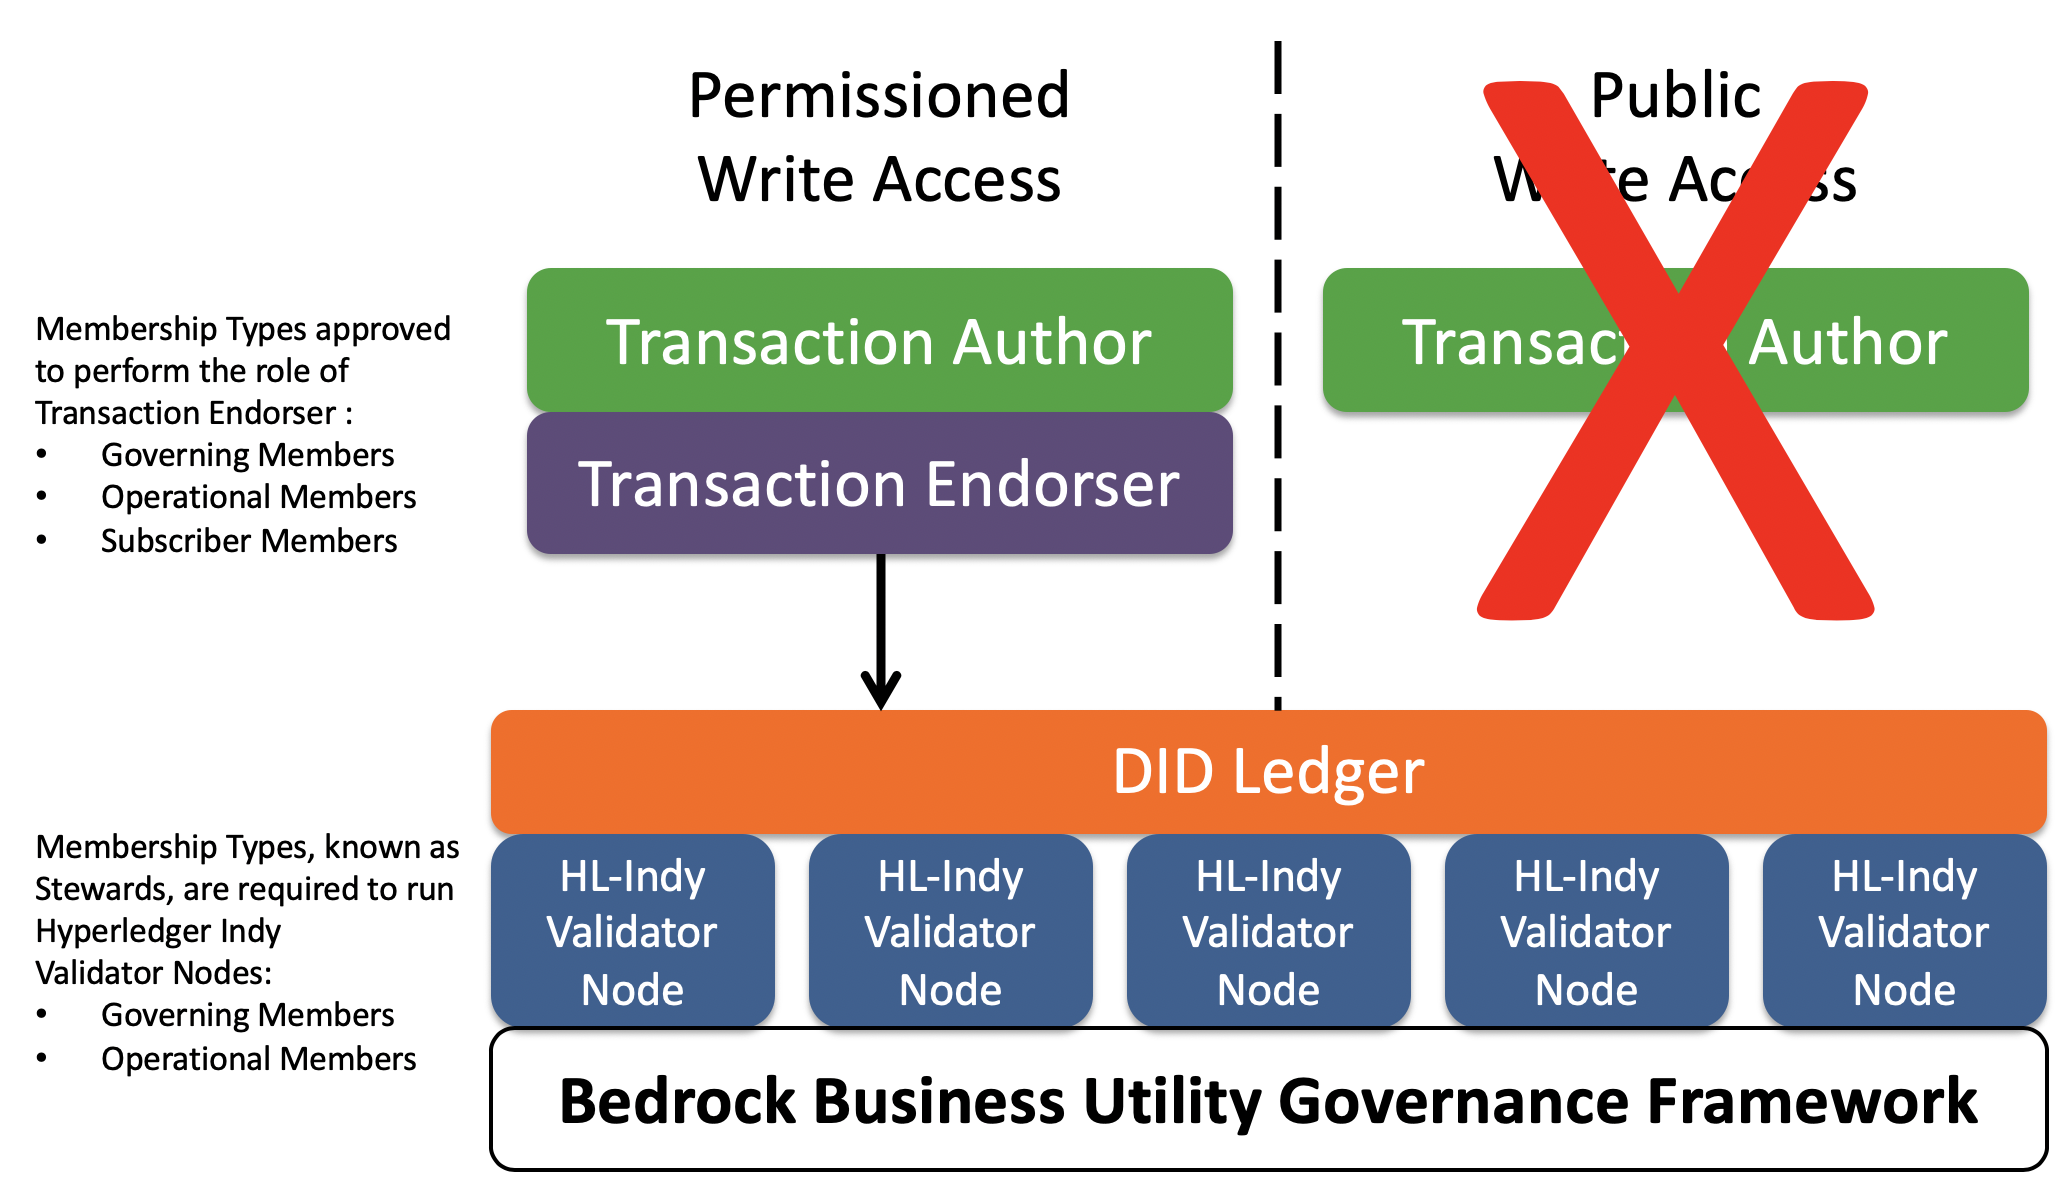 Permissioned
Write Access
Public
W te Ac ss
Transaction Author
Transac Author
Transaction Endorser
Membership Types approved
to perform the role of
Transaction Endorser :
• Governing Members
• Operational Members
• Subscriber Members
DID Ledger
HL-Indy
Validator
Node
HL-Indy
Validator
Node
HL-Indy
Validator
Node
HL-Indy
Validator
Node
HL-Indy
Validator
Node
Membership Types, known as
Stewards, are required to run
Hyperledger Indy
Validator Nodes:
• Governing Members
• Operational Members
Bedrock Business Utility Governance Framework